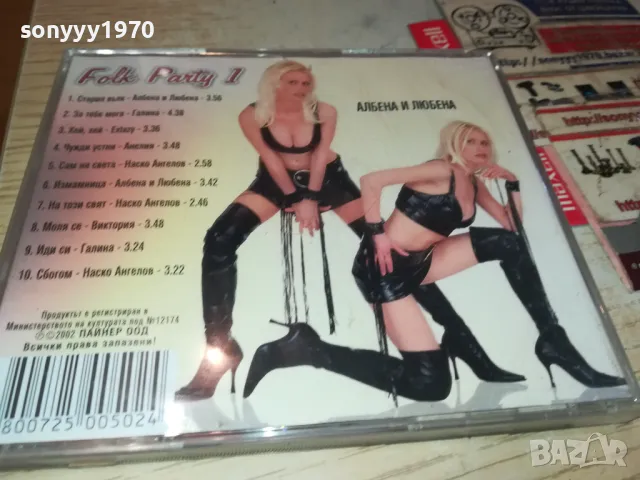 sonyyy1970
Folk Party 1
1. Стария вълк - Албена и Любена - 3.56
2. За тебе мога - Галина - 4.38
3. Хей, хей - Extazy - 3.36
4. Чужди устни - Анелия - 3.48
5. Сам на света - Наско Ангелов - 2.58
6. Измамници - Албена и Любена - 3.42
7. На този свят - Наско Ангелов - 2.46
8. Моля се - Виктория - 3.48
9. Иди си - Галина - 3.24
10. Сбогом - Наско Ангелов - 3.22
АЛБЕНА И ЛЮБЕНА
Продуктът е регистриран в
Министерството на културата под №12174
℗©2002 ПАЙНЕР ООД
Всички права запазени!
800725 005024
maxell
BAZAR